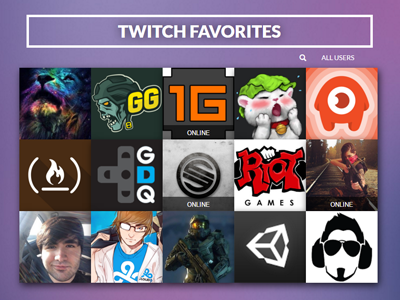 TWITCH FAVORITES
ALL USERS
GG
1G
ONLINE
GDQ
ONLINE
RIOT
GAMES
ONLINE